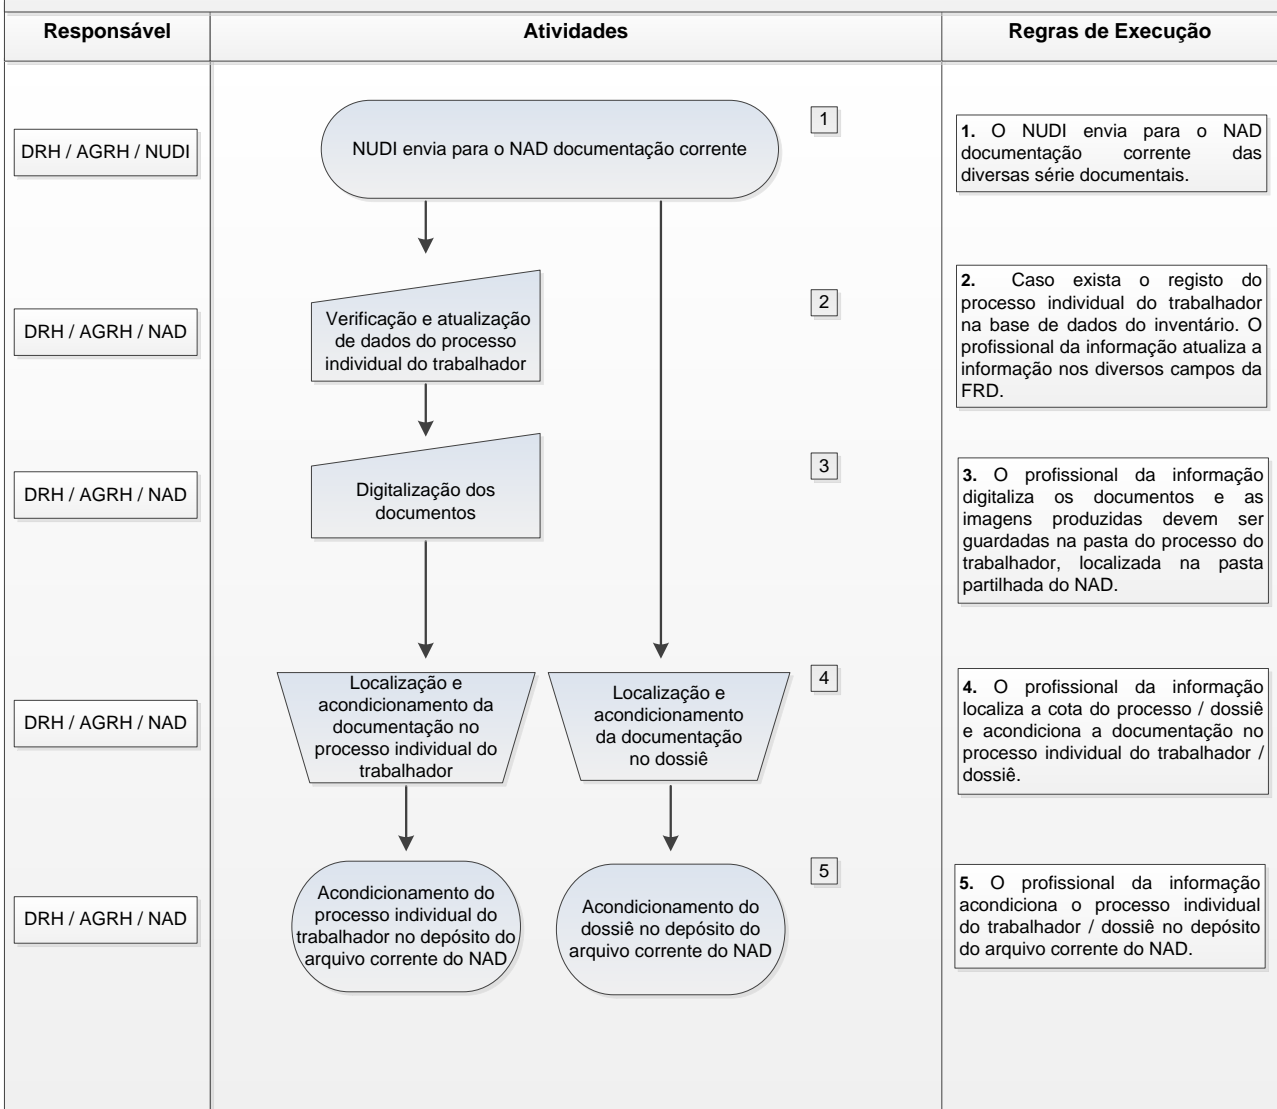 Responsável
Atividades
Regras de Execução
DRH / AGRH / NUDI
NUDI envia para o NAD documentação corrente
1
1. O NUDI envia para o NAD
documentação corrente das
diversas série documentais.
DRH / AGRH / NAD
Verificação e atualização
de dados do processo
individual do trabalhador
2
2. Caso exista o registo do
processo individual do trabalhador
na base de dados do inventário. O
profissional da informação atualiza a
informação nos diversos campos da
FRD.
DRH / AGRH / NAD
Digitalização dos
documentos
3
3. O profissional da informação
digitaliza os documentos e as
imagens produzidas devem ser
guardadas na pasta do processo do
trabalhador, localizada na pasta
partilhada do NAD.
DRH / AGRH / NAD
Localização e
acondicionamento da
documentação no
processo individual do
trabalhador
Localização e
acondicionamento
da documentação
no dossiê
4
4. O profissional da informação
localiza a cota do processo / dossiê
e acondiciona a documentação no
processo individual do trabalhador /
dossiê.
DRH / AGRH / NAD
Acondicionamento do
processo individual do
trabalhador no depósito do
arquivo corrente do NAD
Acondicionamento do
dossiê no depósito do
arquivo corrente do NAD
5
5. O profissional da informação
acondiciona o processo individual
do trabalhador / dossiê no depósito
do arquivo corrente do NAD.